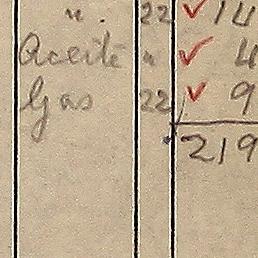 ". 22 ✓ 14
Aceite " ✓ 4
Gas 22 ✓ 9
219